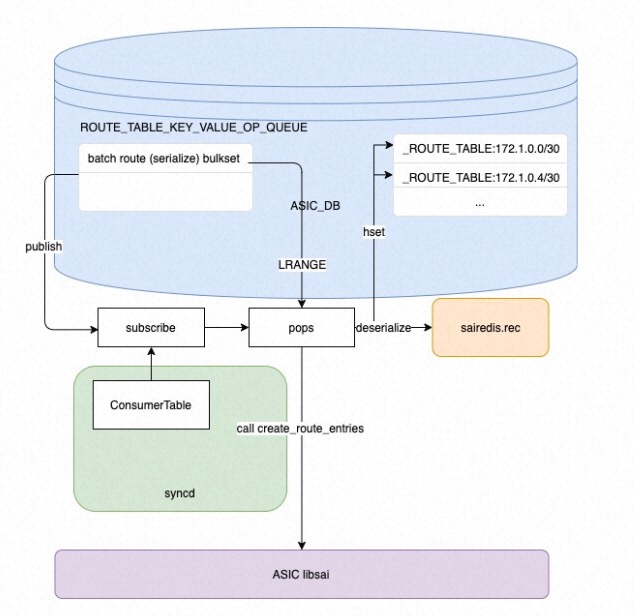 ROUTE_TABLE_KEY_VALUE_OP_QUEUE
batch route (serialize) bulkset
_ROUTE_TABLE:172.1.0.0/30
_ROUTE_TABLE:172.1.0.4/30
...
ASIC_DB
hset
publish
LRANGE
subscribe
pops
deserialize
sairedis.rec
ConsumerTable
call create_route_entries
syncd
ASIC libsai